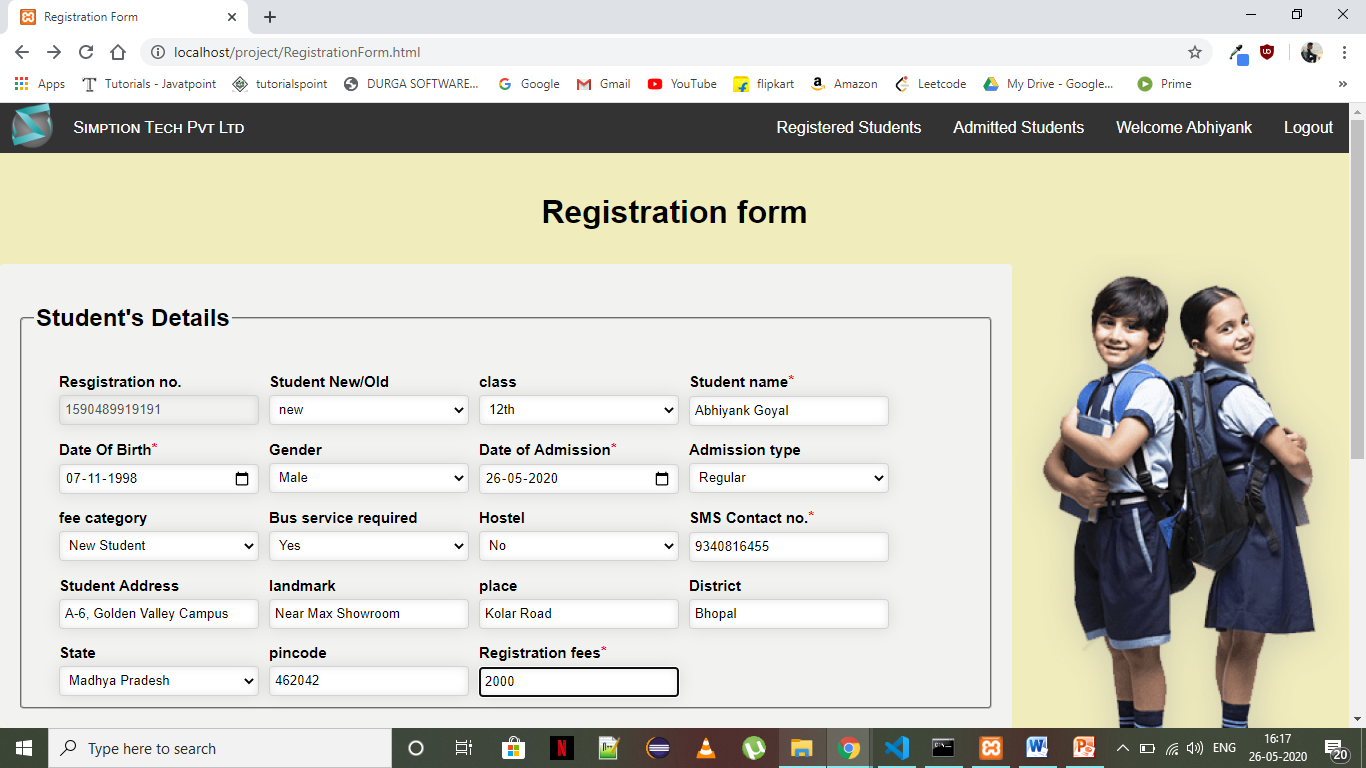 Registration Form
localhost/project/RegistrationForm.html
Apps Tutorials - Javatpoint tutorialspoint DURGA SOFTWARE... Google Gmail YouTube flipkart Amazon Leetcode My Drive - Google... Prime »
Simption Tech Pvt Ltd Registered Students Admitted Students Welcome Abhiyank Logout
Registration form
Student's Details
Resgistration no. Student New/Old class Student name*
1590489919191 new 12th Abhiyank Goyal
Date Of Birth* Gender Date of Admission* Admission type
07-11-1998 Male 26-05-2020 Regular
fee category Bus service required Hostel SMS Contact no.*
New Student Yes No 9340816455
Student Address landmark place District
A-6, Golden Valley Campus Near Max Showroom Kolar Road Bhopal
State pincode Registration fees*
Madhya Pradesh 462042 2000
Type here to search ENG 16:17
26-05-2020 20